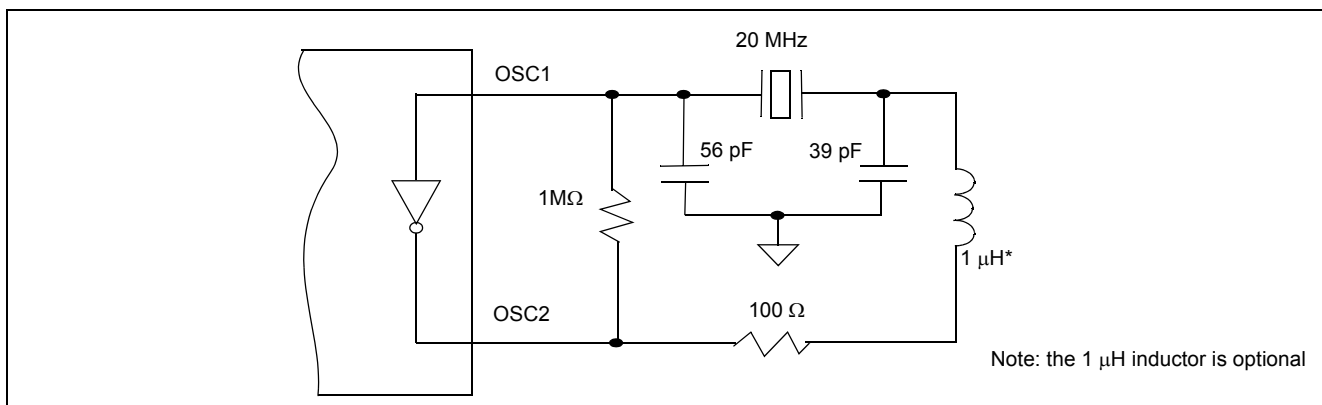 20 MHz
OSC1
56 pF
39 pF
1MΩ
1 μH*
OSC2
100 Ω
Note: the 1 μH inductor is optional